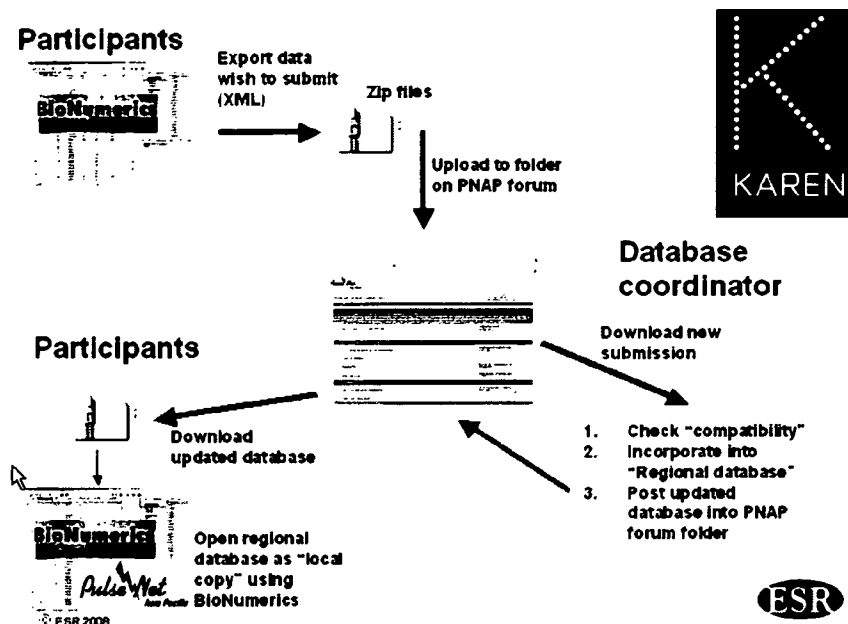 Participants
BioNumerics
Export data
wish to submit
(XML)
Zip files
Upload to folder
on PNAP forum
KAREN
Database
coordinator
Download new
submission
1. Check “compatibility”
2. Incorporate into
“Regional database”
3. Post updated
database into PNAP
forum folder
Participants
Download
updated database
BioNumerics
PulseNet
Asia Pacific
Open regional
database as “local
copy” using
BioNumerics
© ESR 2008
ESR